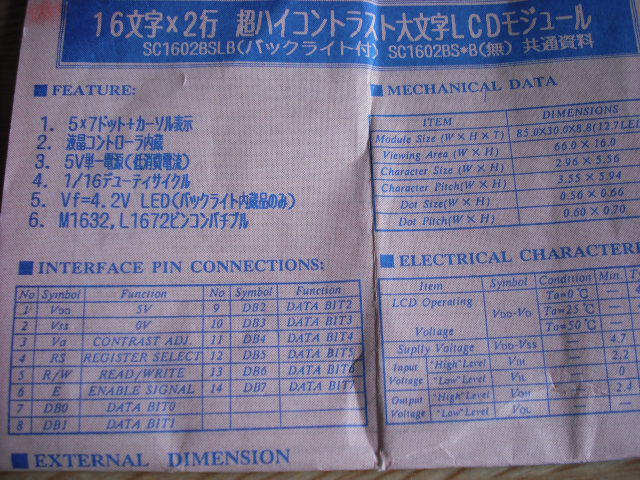 16文字×2行 超ハイコントラスト大文字LCDモジュール
SC1602BSLB(バックライト付) SC1602BS*B(無) 共通資料
■ FEATURE:
1. 5×7ドット+カーソル表示
2. 液晶コントローラ内蔵
3. 5V単一電源(低消費電流)
4. 1/16デューティサイクル
5. Vf=4.2V LED(バックライト内蔵品のみ)
6. M1632, L1672ピンコンパチブル
■ MECHANICAL DATA
ITEM DIMENSIONS
Module Size (W×H×T) 85.0×30.0×8.8(12.7LE
Viewing Area (W×H) 66.0 × 16.0
Character Size (W×H) 2.96 × 5.56
Character Pitch(W×H) 3.55 × 5.94
Dot Size(W×H) 0.56 × 0.66
Dot Pitch(W×H) 0.60 × 0.70
■ INTERFACE PIN CONNECTIONS:
No Symbol Function No Symbol Function
1 VDD 5V 9 DB2 DATA BIT2
2 VSS 0V 10 DB3 DATA BIT3
3 Vo CONTRAST ADJ. 11 DB4 DATA BIT4
4 RS REGISTER SELECT 12 DB5 DATA BIT5
5 R/W READ/WRITE 13 DB6 DATA BIT6
6 E ENABLE SIGNAL 14 DB7 DATA BIT7
7 DB0 DATA BIT0
8 DB1 DATA BIT1
■ ELECTRICAL CHARACTERI
Item Symbol Condition Min.
LCD Operating Voltage VDD-VO Ta=0℃ —
Ta=25℃ —
Ta=50℃ —
Suplly Voltage VDD-VSS 4.7
Input Voltage "High" Level VIH 2.2
"Low" Level VIL 0
Output Voltage "High" Level VOH 2.4
"Low" Level VOL —
■ EXTERNAL DIMENSION